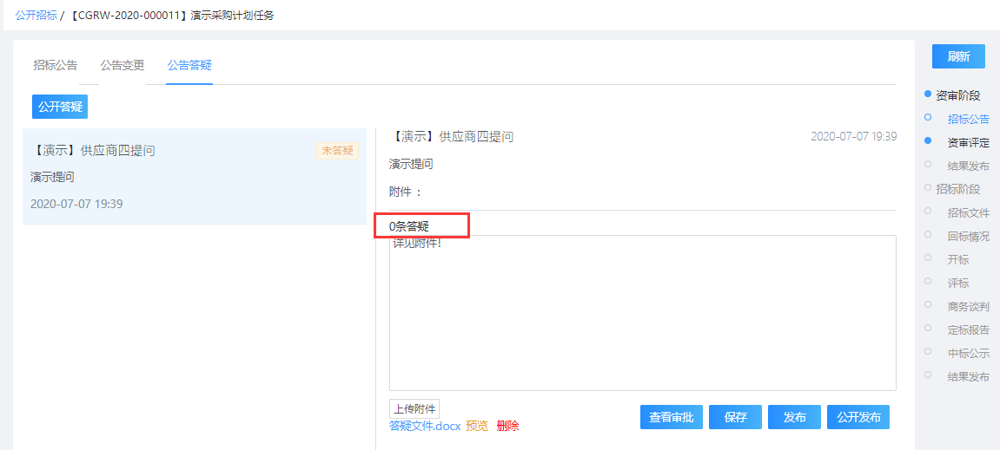 公开招标 / 【CGRW-2020-000011】演示采购计划任务
招标公告 公告变更 公告答疑
公开答疑
【演示】供应商四提问 未答疑
演示提问
2020-07-07 19:39
【演示】供应商四提问 2020-07-07 19:39
演示提问
附件 ：
0条答疑
详见附件！
上传附件
答疑文件.docx 预览 删除
查看审批 保存 发布 公开发布
刷新
资审阶段
招标公告
资审评定
结果发布
招标阶段
招标文件
回标情况
开标
评标
商务谈判
定标报告
中标公示
结果发布